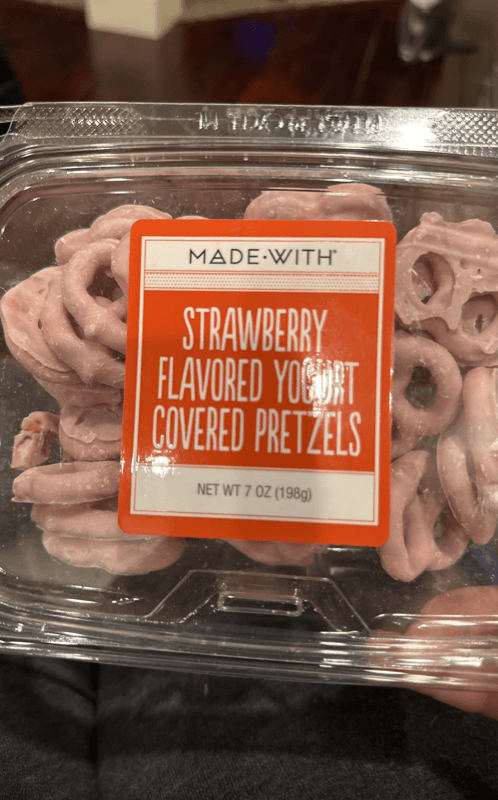 MADE·WITH®
STRAWBERRY
FLAVORED YOGURT
COVERED PRETZELS
NET WT 7 OZ (198g)